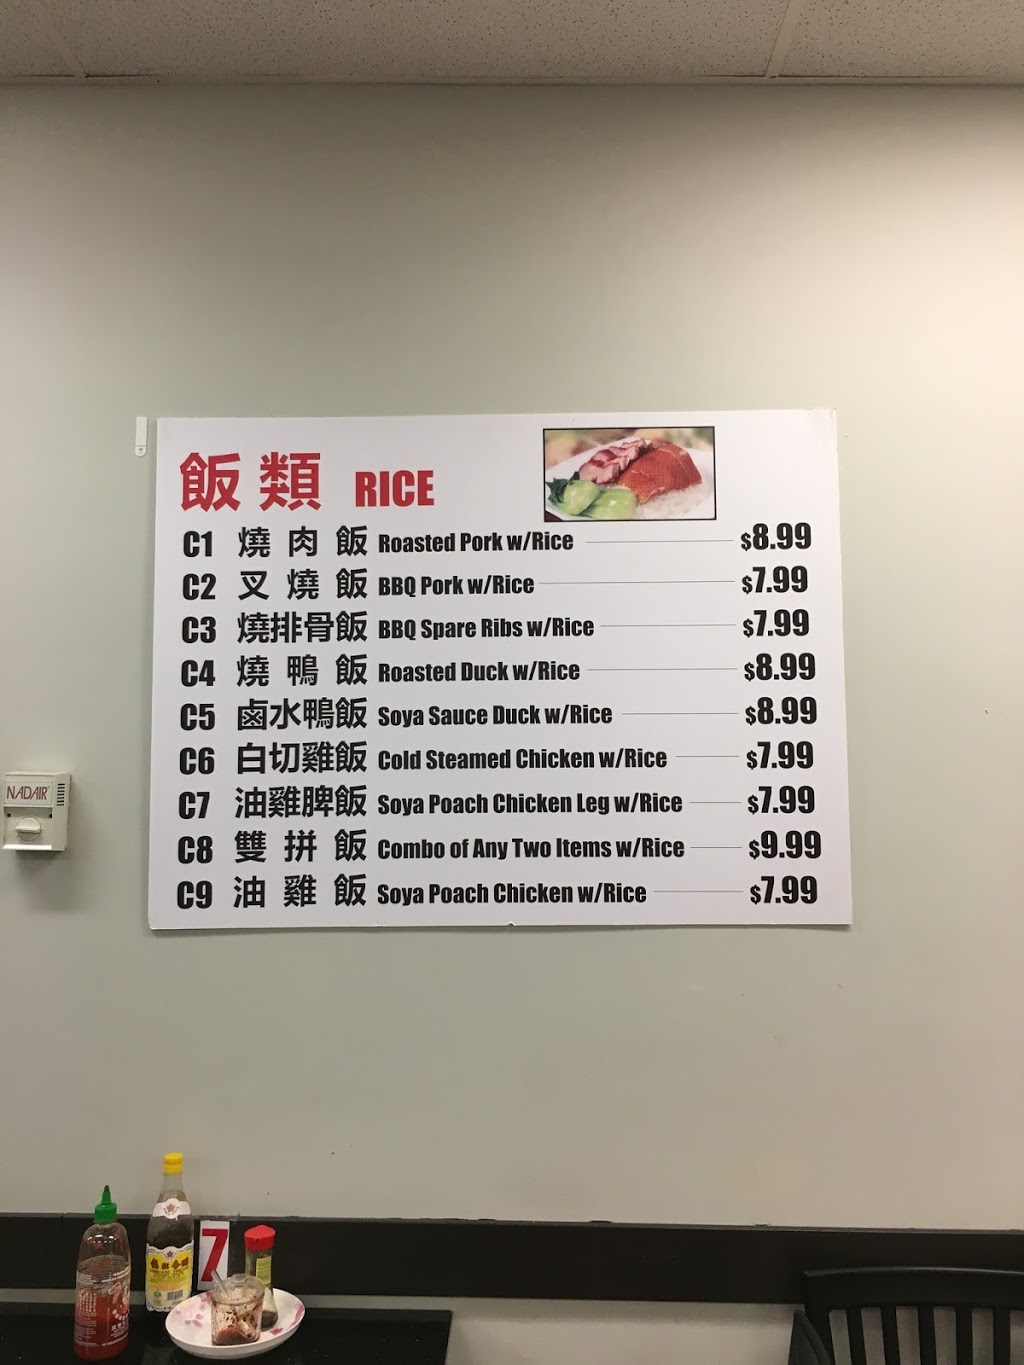 飯類 RICE
C1 燒肉飯 Roasted Pork w/Rice $8.99
C2 叉燒飯 BBQ Pork w/Rice $7.99
C3 燒排骨飯 BBQ Spare Ribs w/Rice $7.99
C4 燒鴨飯 Roasted Duck w/Rice $8.99
C5 鹵水鴨飯 Soya Sauce Duck w/Rice $8.99
C6 白切雞飯 Cold Steamed Chicken w/Rice $7.99
C7 油雞脾飯 Soya Poach Chicken Leg w/Rice $7.99
C8 雙拼飯 Combo of Any Two Items w/Rice $9.99
C9 油雞飯 Soya Poach Chicken w/Rice $7.99
NADAIR
7